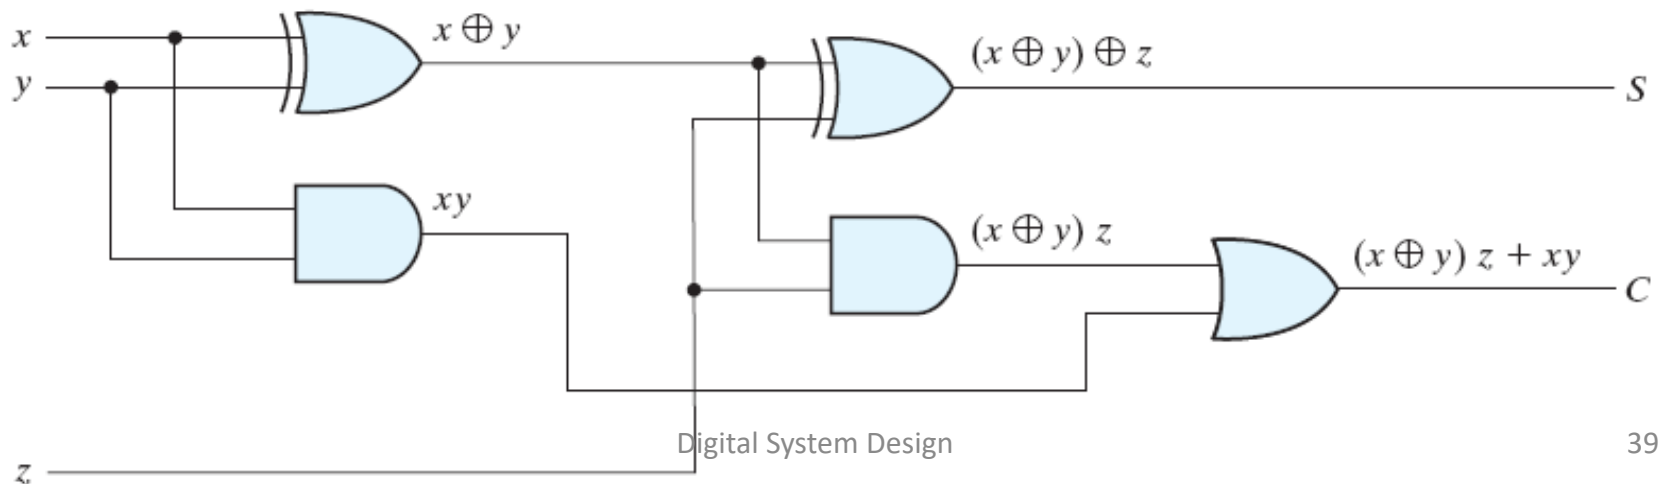 x
y
x ⊕ y
(x ⊕ y) ⊕ z
S
xy
(x ⊕ y) z
(x ⊕ y) z + xy
C
Digital System Design
39
z